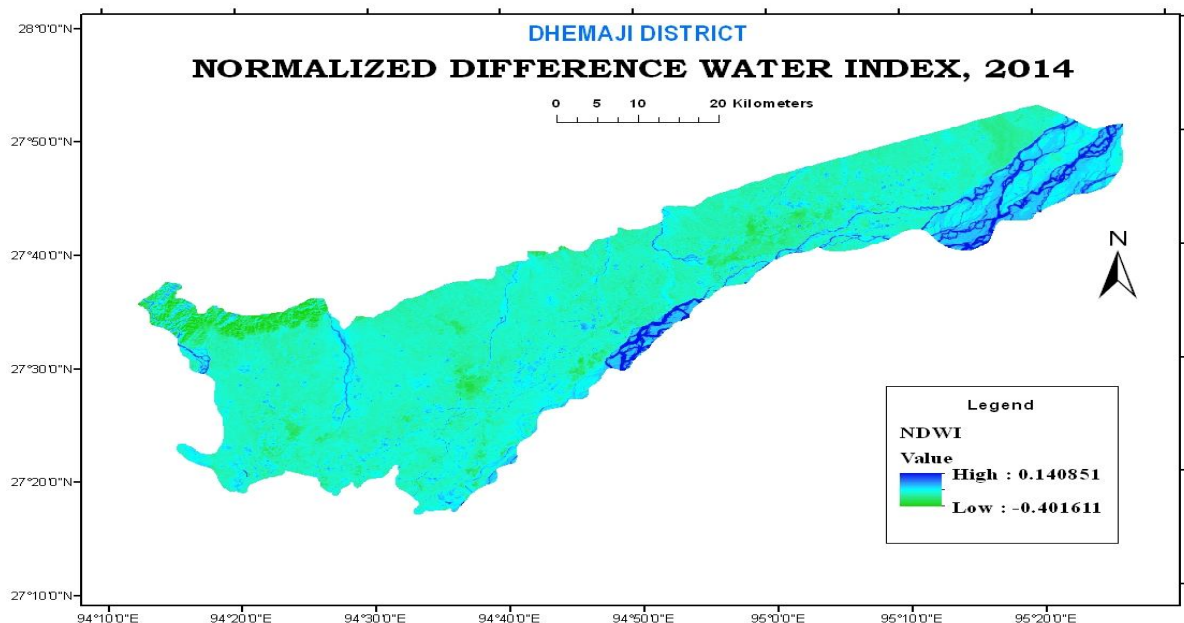 DHEMAJI DISTRICT
NORMALIZED DIFFERENCE WATER INDEX, 2014
0 5 10 20 Kilometers
28°0'0"N
27°50'0"N
27°40'0"N
27°30'0"N
27°20'0"N
27°10'0"N
N
Legend
NDWI
Value
High : 0.140851
Low : -0.401611
94°10'0"E 94°20'0"E 94°30'0"E 94°40'0"E 94°50'0"E 95°0'0"E 95°10'0"E 95°20'0"E